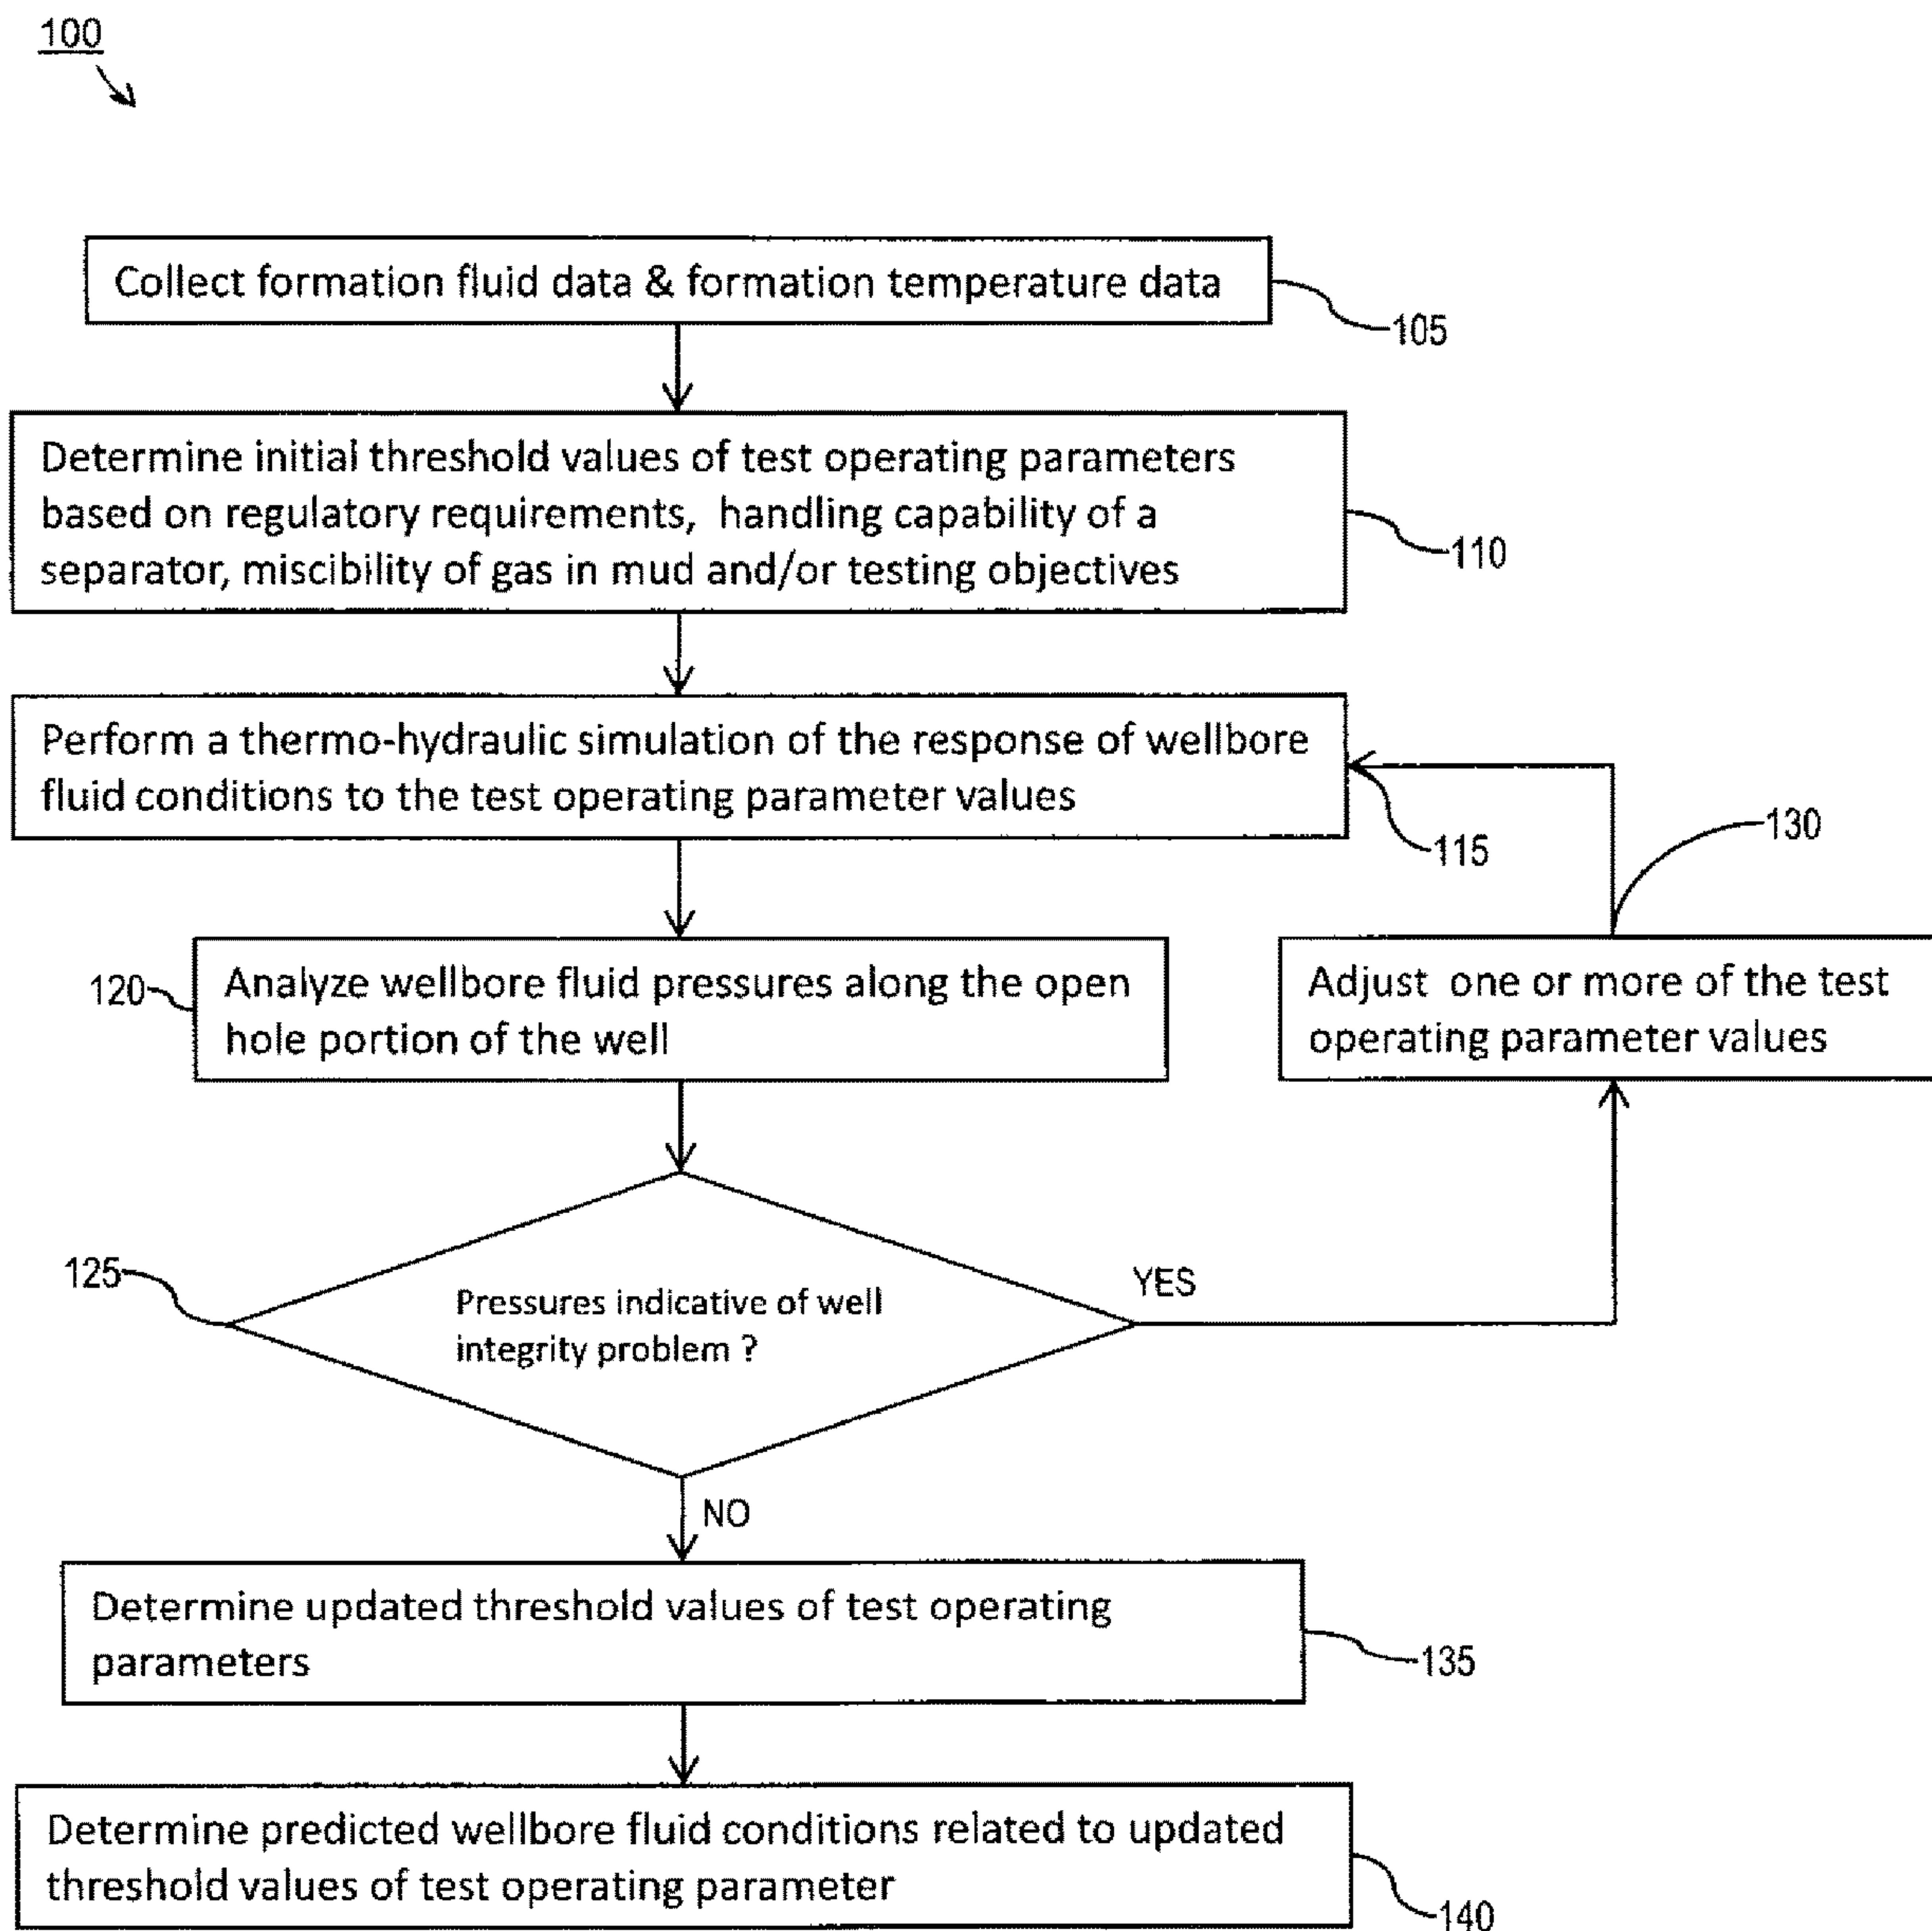 100
Collect formation fluid data & formation temperature data
105
Determine initial threshold values of test operating parameters
based on regulatory requirements, handling capability of a
separator, miscibility of gas in mud and/or testing objectives
110
Perform a thermo-hydraulic simulation of the response of wellbore
fluid conditions to the test operating parameter values
115
130
120
Analyze wellbore fluid pressures along the open
hole portion of the well
Adjust one or more of the test
operating parameter values
125
Pressures indicative of well
integrity problem ?
YES
NO
Determine updated threshold values of test operating
parameters
135
Determine predicted wellbore fluid conditions related to updated
threshold values of test operating parameter
140